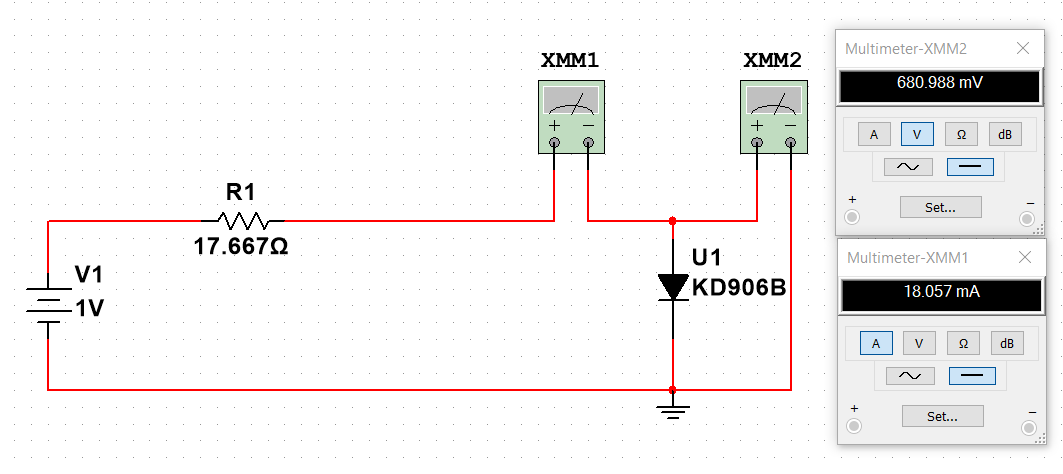 XMM1
XMM2
R1
17.667Ω
V1
1V
U1
KD906B
+ −
+ −
Multimeter-XMM2
680.988 mV
A V Ω dB
+ −
Set...
Multimeter-XMM1
18.057 mA
A V Ω dB
+ −
Set...